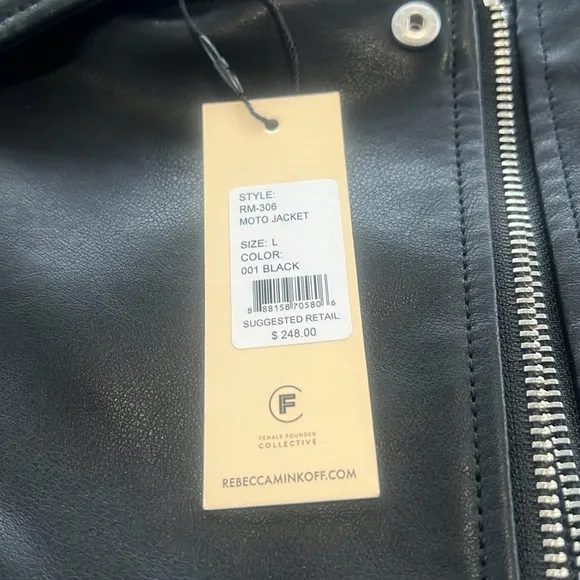 STYLE:
RM-306
MOTO JACKET
SIZE: L
COLOR:
001 BLACK
8 88158 70580 6
SUGGESTED RETAIL:
$ 248.00
F
FEMALE FOUNDER
COLLECTIVE
REBECCAMINKOFF.COM